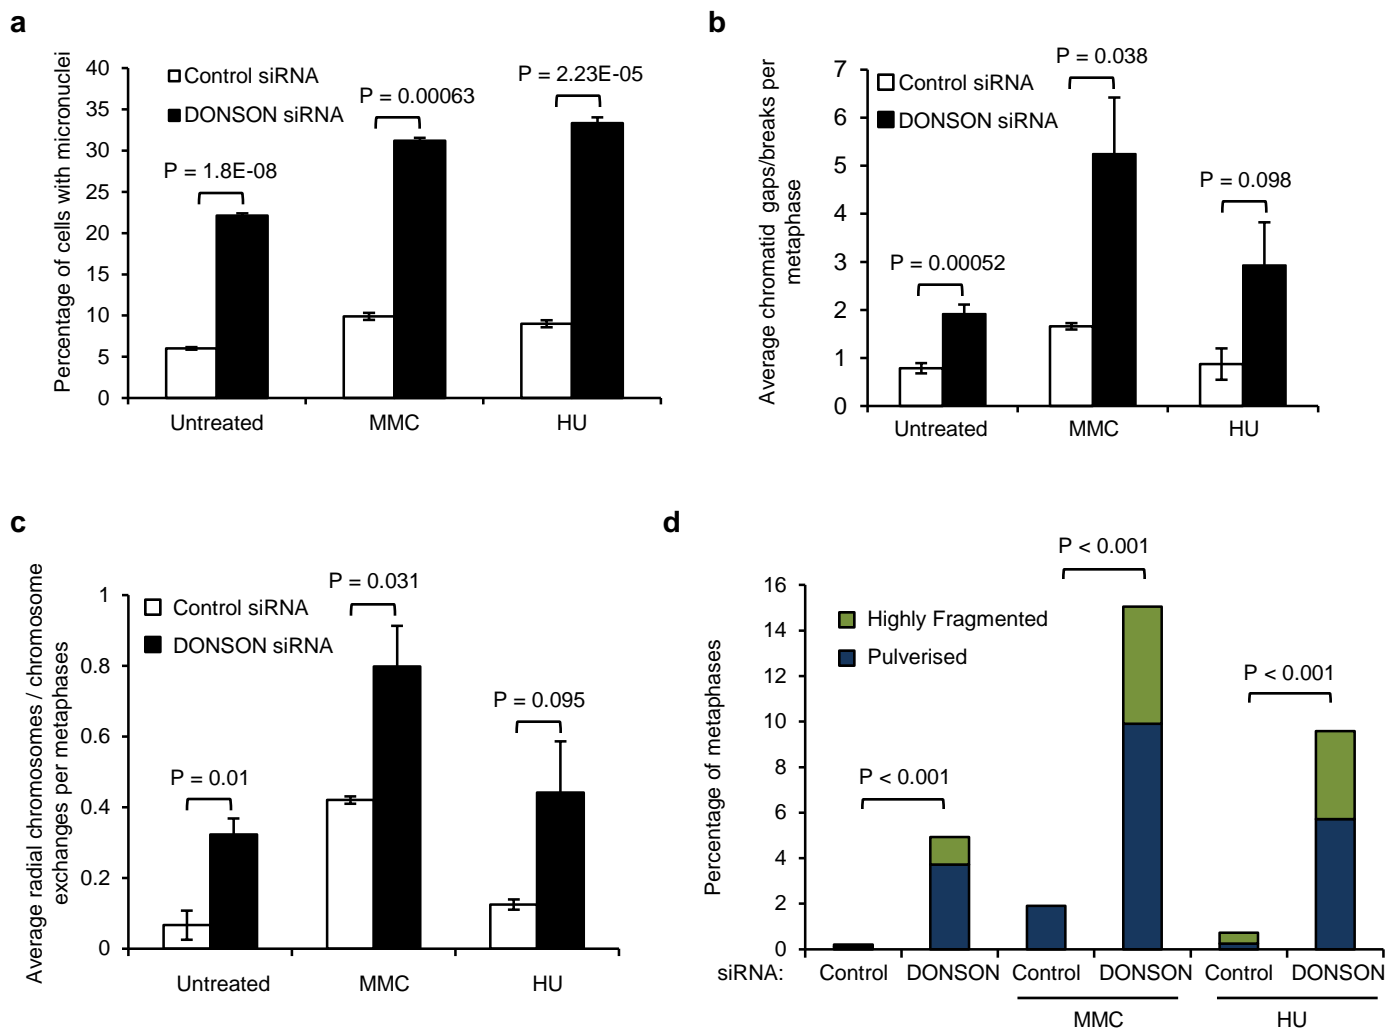 a
Percentage of cells with micronuclei
40
35
30
25
20
15
10
5
0
Control siRNA
DONSON siRNA
P = 1.8E-08
P = 0.00063
P = 2.23E-05
Untreated
MMC
HU
b
Average chromatid gaps/breaks per
metaphase
7
6
5
4
3
2
1
0
Control siRNA
DONSON siRNA
P = 0.00052
P = 0.038
P = 0.098
Untreated
MMC
HU
c
Average radial chromosomes / chromosome
exchanges per metaphases
1
0.8
0.6
0.4
0.2
0
Control siRNA
DONSON siRNA
P = 0.01
P = 0.031
P = 0.095
Untreated
MMC
HU
d
Percentage of metaphases
16
14
12
10
8
6
4
2
0
Highly Fragmented
Pulverised
P < 0.001
P < 0.001
P < 0.001
siRNA: Control DONSON Control DONSON Control DONSON
MMC
HU